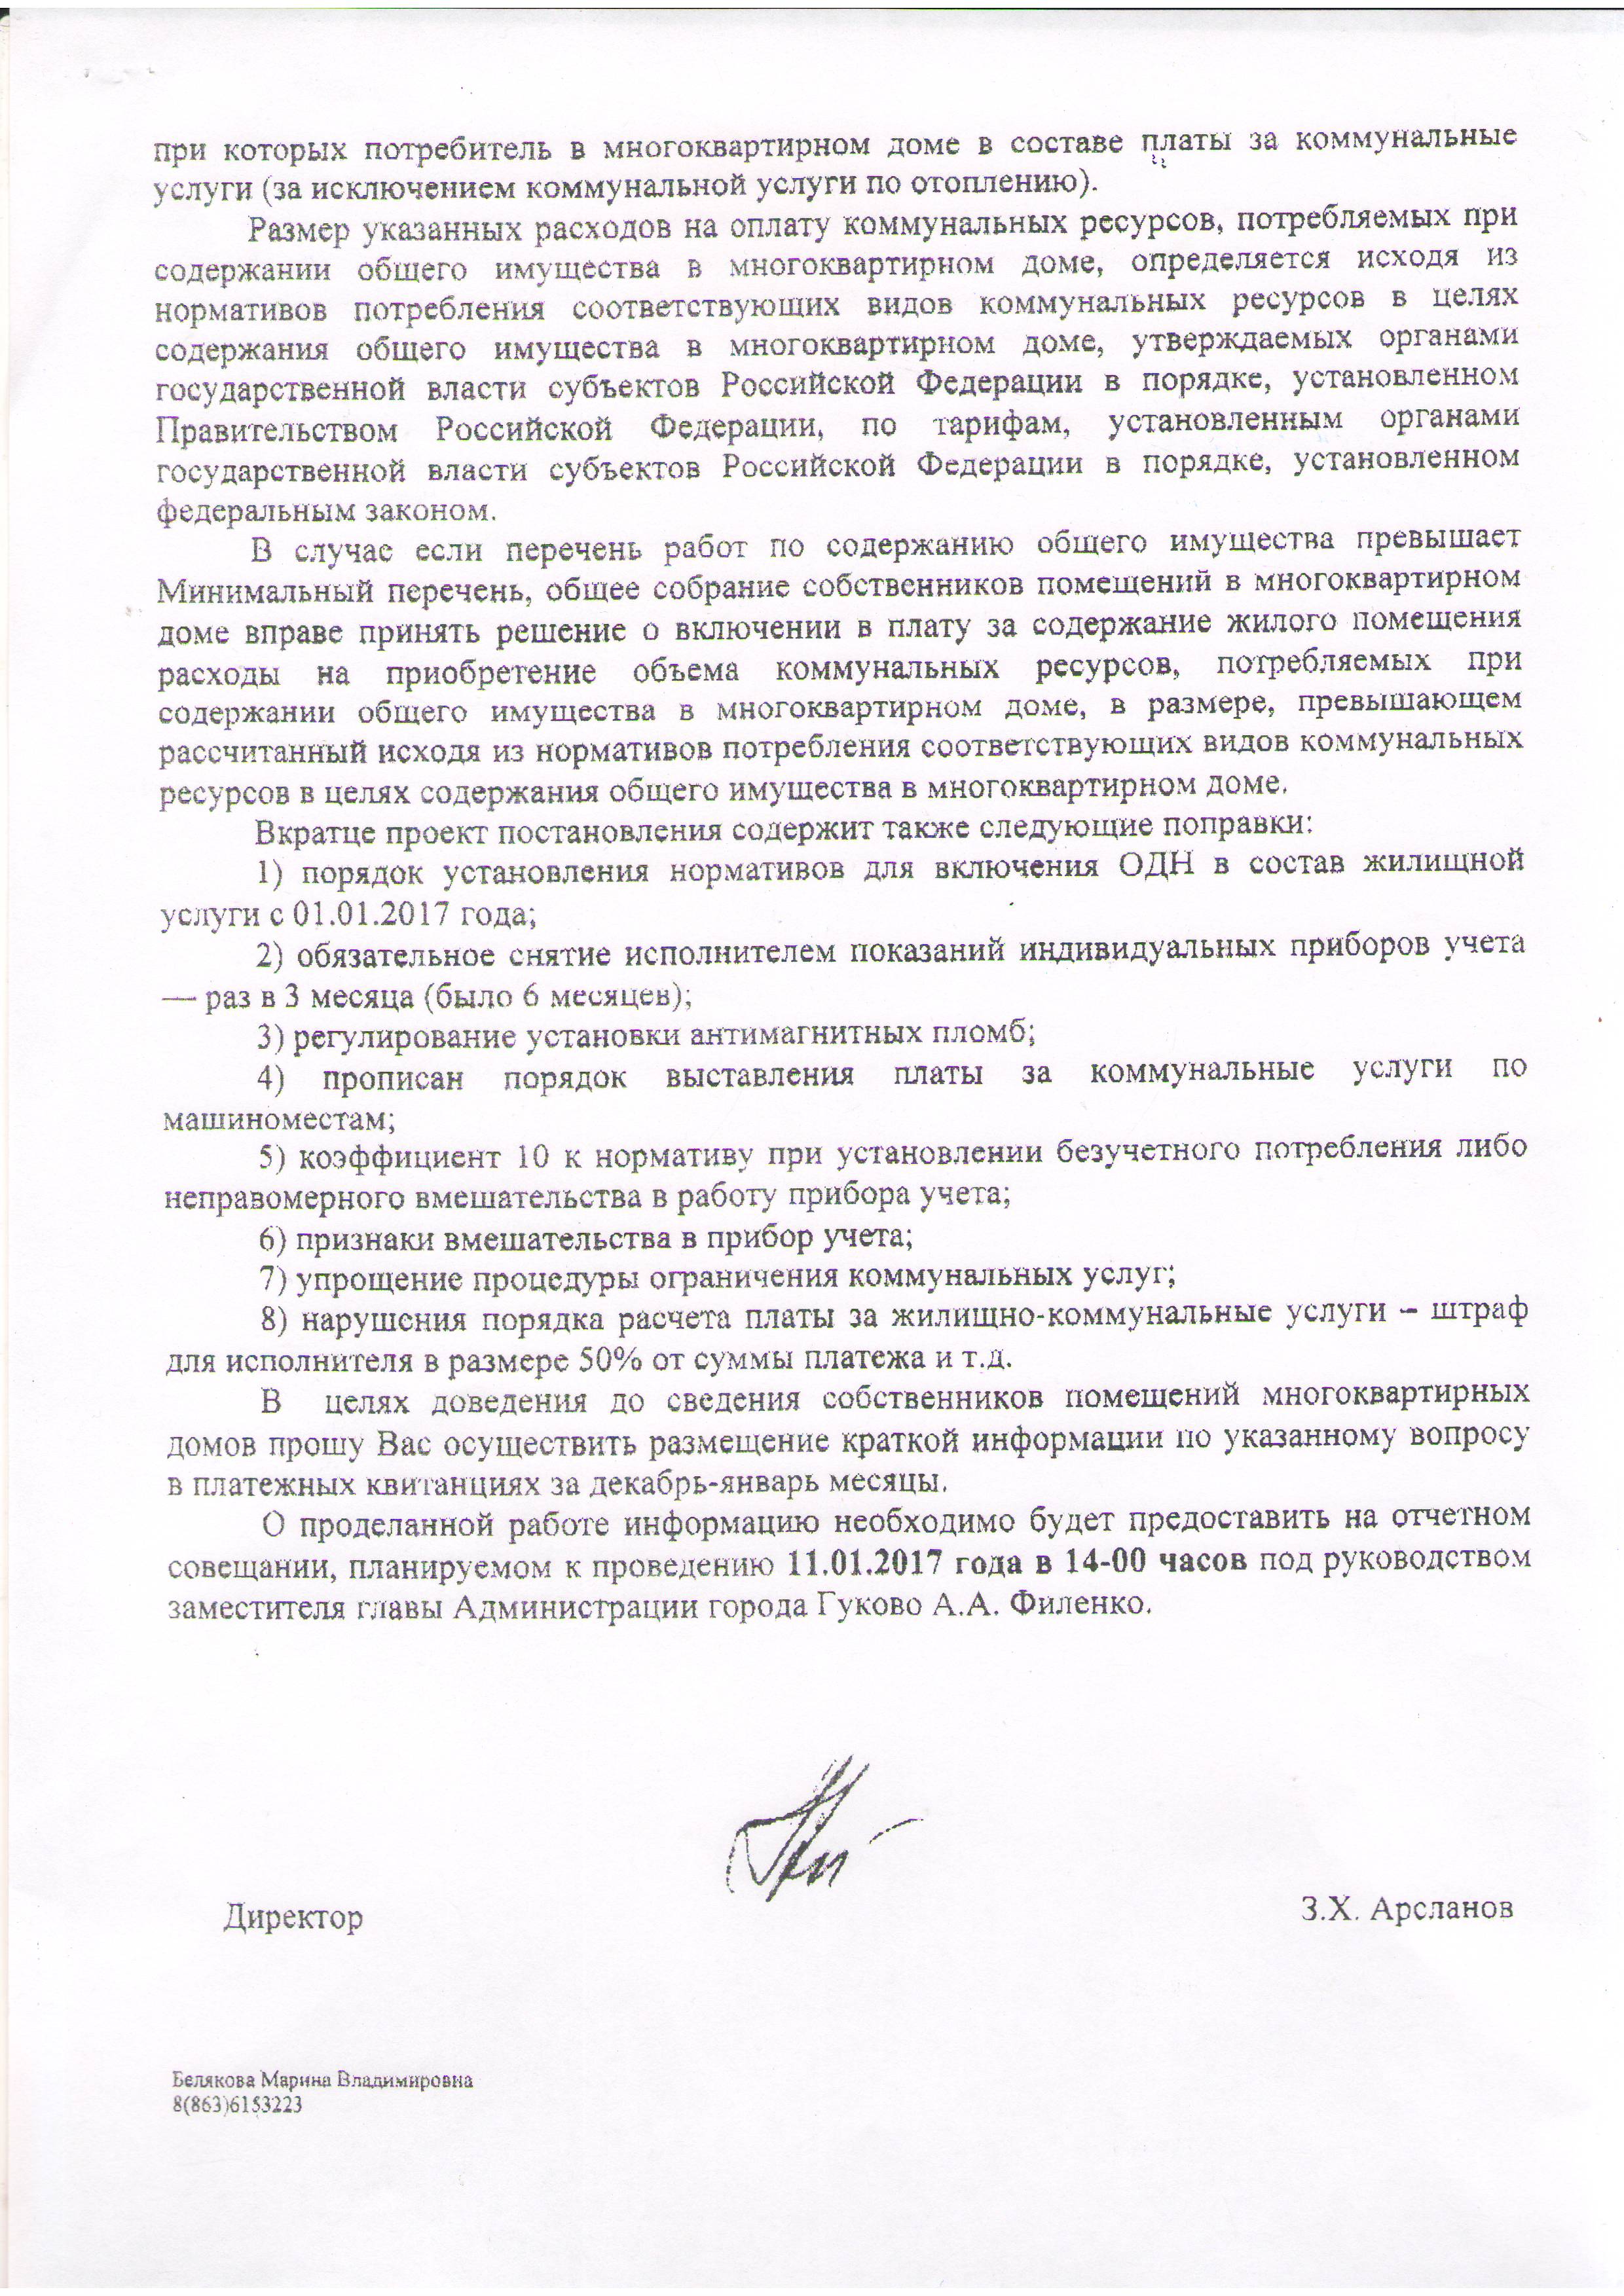 при которых потребитель в многоквартирном доме в составе платы за коммунальные
услуги (за исключением коммунальной услуги по отоплению).
Размер указанных расходов на оплату коммунальных ресурсов, потребляемых при
содержании общего имущества в многоквартирном доме, определяется исходя из
нормативов потребления соответствующих видов коммунальных ресурсов в целях
содержания общего имущества в многоквартирном доме, утверждаемых органами
государственной власти субъектов Российской Федерации в порядке, установленном
Правительством Российской Федерации, по тарифам, установленным органами
государственной власти субъектов Российской Федерации в порядке, установленном
федеральным законом.
В случае если перечень работ по содержанию общего имущества превышает
Минимальный перечень, общее собрание собственников помещений в многоквартирном
доме вправе принять решение о включении в плату за содержание жилого помещения
расходы на приобретение объема коммунальных ресурсов, потребляемых при
содержании общего имущества в многоквартирном доме, в размере, превышающем
рассчитанный исходя из нормативов потребления соответствующих видов коммунальных
ресурсов в целях содержания общего имущества в многоквартирном доме.
Вкратце проект постановления содержит также следующие поправки:
1) порядок установления нормативов для включения ОДН в состав жилищной
услуги с 01.01.2017 года;
2) обязательное снятие исполнителем показаний индивидуальных приборов учета
— раз в 3 месяца (было 6 месяцев);
3) регулирование установки антимагнитных пломб;
4) прописан порядок выставления платы за коммунальные услуги по
машиноместам;
5) коэффициент 10 к нормативу при установлении безучетного потребления либо
неправомерного вмешательства в работу прибора учета;
6) признаки вмешательства в прибор учета;
7) упрощение процедуры ограничения коммунальных услуг;
8) нарушения порядка расчета платы за жилищно-коммунальные услуги – штраф
для исполнителя в размере 50% от суммы платежа и т.д.
В целях доведения до сведения собственников помещений многоквартирных
домов прошу Вас осуществить размещение краткой информации по указанному вопросу
в платежных квитанциях за декабрь-январь месяцы.
О проделанной работе информацию необходимо будет предоставить на отчетном
совещании, планируемом к проведению 11.01.2017 года в 14-00 часов под руководством
заместителя главы Администрации города Гуково А.А. Филенко.
Директор
З.Х. Арсланов
Белякова Марина Владимировна
8(863)6153223